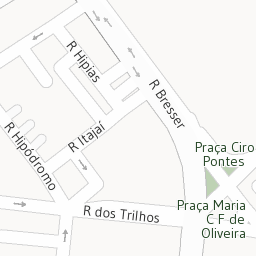 R Hípias
R Bresser
R Itajaí
R Hipódromo
Praça Ciro
Pontes
R dos Trilhos
Praça Maria
C F de
Oliveira